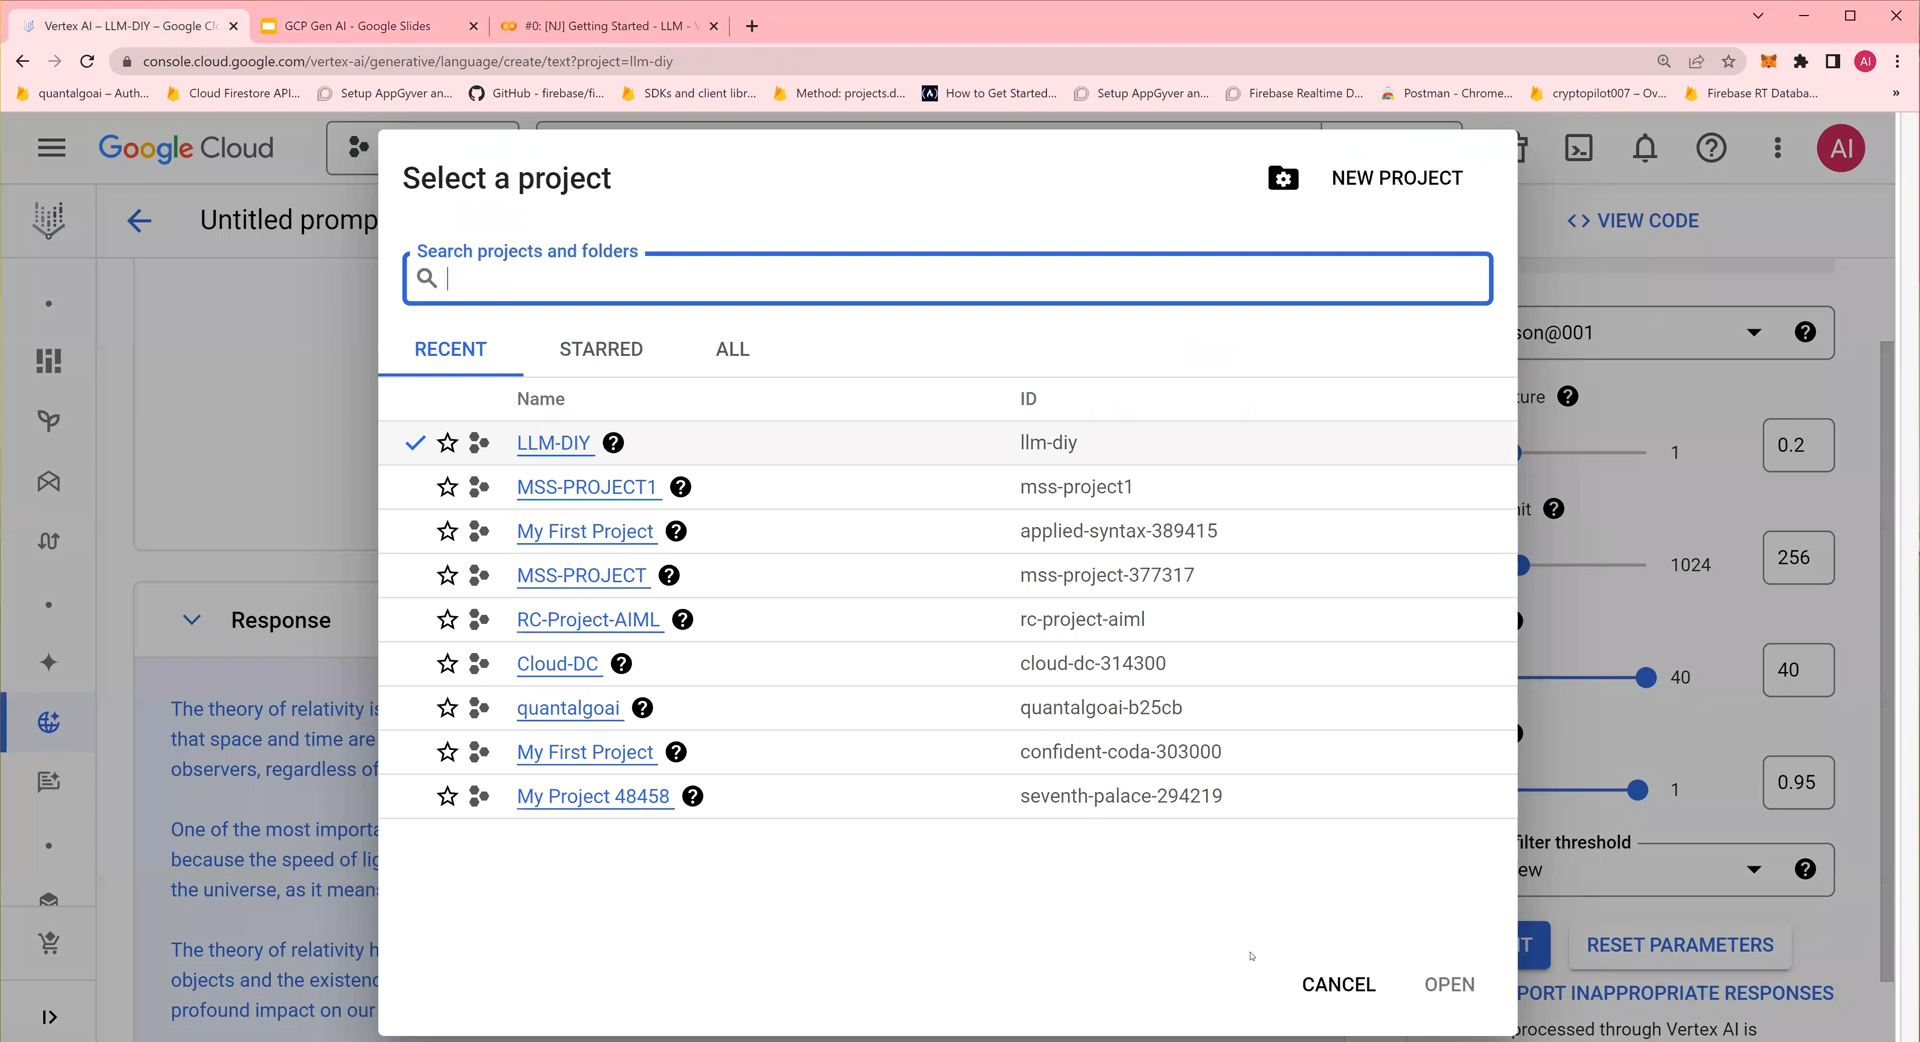 Vertex AI – LLM-DIY – Google Cl
GCP Gen AI - Google Slides
#0: [NJ] Getting Started - LLM -
console.cloud.google.com/vertex-ai/generative/language/create/text?project=llm-diy
AI
quantalgoai – Auth...
Cloud Firestore API...
Setup AppGyver an...
GitHub - firebase/fi...
SDKs and client libr...
Method: projects.d...
How to Get Started...
Setup AppGyver an...
Firebase Realtime D...
Postman - Chrome...
cryptopilot007 – Ov...
Firebase RT Databa...
»
Google Cloud
AI
Untitled promp
<> VIEW CODE
Select a project
NEW PROJECT
Search projects and folders
RECENT
STARRED
ALL
Name
ID
LLM-DIY
llm-diy
MSS-PROJECT1
mss-project1
My First Project
applied-syntax-389415
MSS-PROJECT
mss-project-377317
RC-Project-AIML
rc-project-aiml
Cloud-DC
cloud-dc-314300
quantalgoai
quantalgoai-b25cb
My First Project
confident-coda-303000
My Project 48458
seventh-palace-294219
CANCEL
OPEN
Response
The theory of relativity is
that space and time are
observers, regardless of
One of the most importa
because the speed of lig
the universe, as it means
The theory of relativity h
objects and the existenc
profound impact on our
son@001
ture
1
0.2
nit
1024
256
40
40
1
0.95
filter threshold
ew
IT
RESET PARAMETERS
PORT INAPPROPRIATE RESPONSES
processed through Vertex AI is